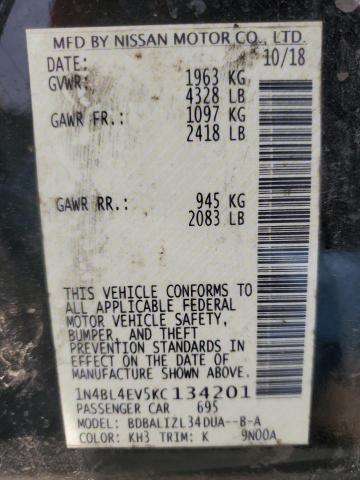 MFD BY NISSAN MOTOR CO., LTD.
DATE: 10/18
GVWR: 1963 KG
4328 LB
GAWR FR.: 1097 KG
2418 LB
GAWR RR.: 945 KG
2083 LB
THIS VEHICLE CONFORMS TO
ALL APPLICABLE FEDERAL
MOTOR VEHICLE SAFETY,
BUMPER, AND THEFT
PREVENTION STANDARDS IN
EFFECT ON THE DATE OF
MANUFACTURE SHOWN ABOVE.
1N4BL4EV5KC134201
PASSENGER CAR 695
MODEL: BDBALIZL34DUA--B-A
COLOR: KH3 TRIM: K 9N00A